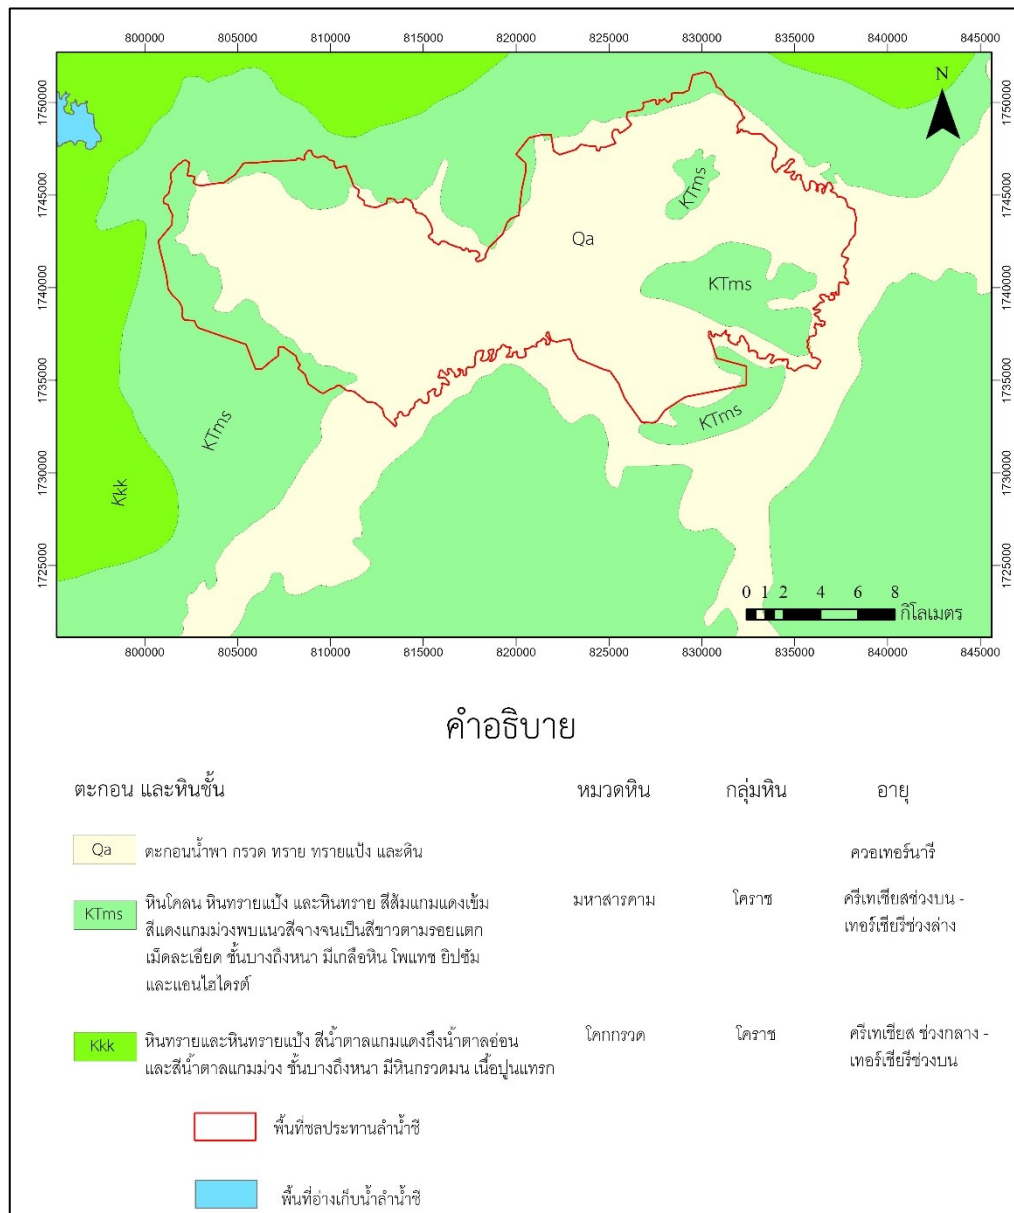 800000 805000 810000 815000 820000 825000 830000 835000 840000 845000
1750000 1750000
N
1745000 1745000
KTms
Qa
1740000 1740000
KTms
1735000 1735000
KTms
KTms
1730000 1730000
Kkk
1725000 1725000
0 1 2 4 6 8
กิโลเมตร
800000 805000 810000 815000 820000 825000 830000 835000 840000 845000
คำอธิบาย
ตะกอน และหินชั้น หมวดหิน กลุ่มหิน อายุ
Qa ตะกอนน้ำพา กรวด ทราย ทรายแป้ง และดิน ควอเทอร์นารี
KTms หินโคลน หินทรายแป้ง และหินทราย สีส้มแกมแดงเข้ม มหาสารคาม โคราช ครีเทเชียสช่วงบน -
สีแดงแกมม่วงพบแนวสีจางจนเป็นสีขาวตามรอยแตก เทอร์เชียรีช่วงล่าง
เม็ดละเอียด ชั้นบางถึงหนา มีเกลือหิน โพแทช ยิปซัม
และแอนไฮไดรต์
Kkk หินทรายและหินทรายแป้ง สีน้ำตาลแกมแดงถึงน้ำตาลอ่อน โคกกรวด โคราช ครีเทเชียส ช่วงกลาง -
และสีน้ำตาลแกมม่วง ชั้นบางถึงหนา มีหินกรวดมน เนื้อปูนแทรก เทอร์เชียรีช่วงบน
พื้นที่ชลประทานลำน้ำชี
พื้นที่อ่างเก็บน้ำลำน้ำชี